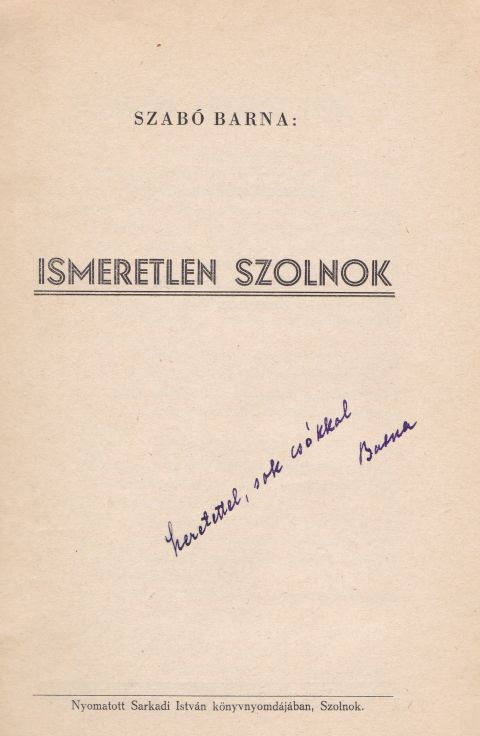 SZABÓ BARNA:
ISMERETLEN SZOLNOK
Szeretettel, sok csókkal
Barna
Nyomatott Sarkadi István könyvnyomdájában, Szolnok.